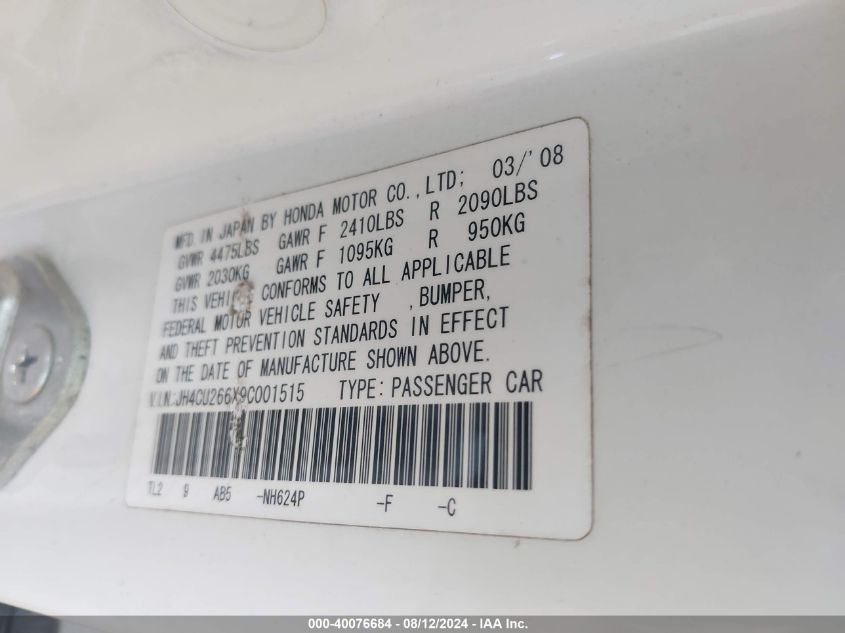 MFD. IN JAPAN BY HONDA MOTOR CO., LTD; 03/'08
GVWR 4475LBS GAWR F 2410LBS R 2090LBS
GVWR 2030KG GAWR F 1095KG R 950KG
THIS VEHICLE CONFORMS TO ALL APPLICABLE
FEDERAL MOTOR VEHICLE SAFETY , BUMPER,
AND THEFT PREVENTION STANDARDS IN EFFECT
ON THE DATE OF MANUFACTURE SHOWN ABOVE.
V.I.N: JH4CU266X9C001515 TYPE: PASSENGER CAR
TL2 9 AB5 -NH624P -F -C
000-40076684 - 08/12/2024 - IAA Inc.